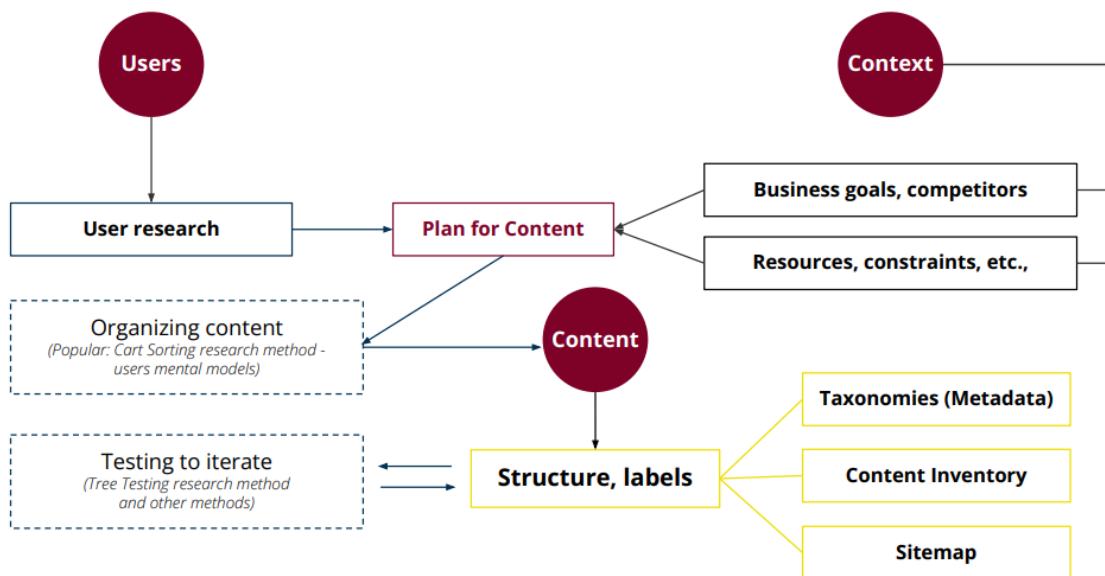 Users
Context
Business goals, competitors
User research
Plan for Content
Resources, constraints, etc.,
Organizing content
(Popular: Cart Sorting research method -
users mental models)
Content
Taxonomies (Metadata)
Testing to iterate
(Tree Testing research method
and other methods)
Structure, labels
Content Inventory
Sitemap